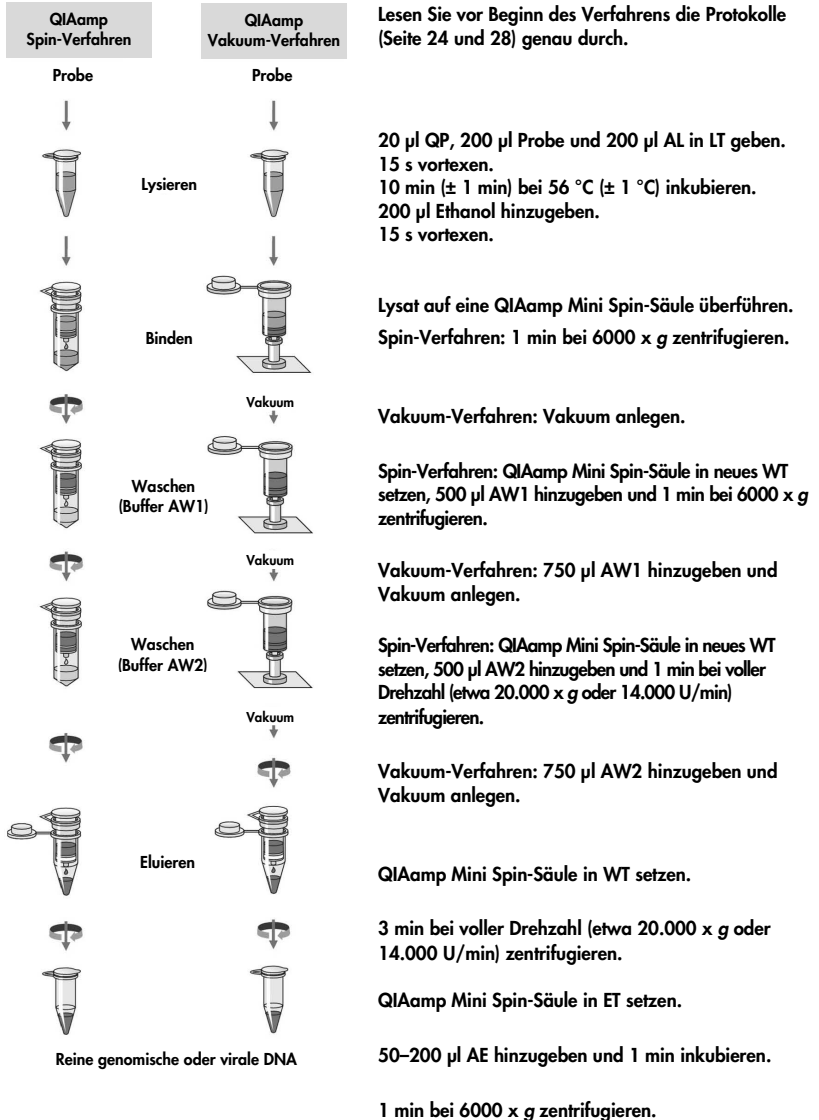 QIAamp
Spin-Verfahren
QIAamp
Vakuum-Verfahren
Probe
Probe
Lysieren
Binden
Vakuum
Waschen
(Buffer AW1)
Vakuum
Waschen
(Buffer AW2)
Vakuum
Eluieren
Reine genomische oder virale DNA
Lesen Sie vor Beginn des Verfahrens die Protokolle
(Seite 24 und 28) genau durch.
20 µl QP, 200 µl Probe und 200 µl AL in LT geben.
15 s vortexen.
10 min (± 1 min) bei 56 °C (± 1 °C) inkubieren.
200 µl Ethanol hinzugeben.
15 s vortexen.
Lysat auf eine QIAamp Mini Spin-Säule überführen.
Spin-Verfahren: 1 min bei 6000 x g zentrifugieren.
Vakuum-Verfahren: Vakuum anlegen.
Spin-Verfahren: QIAamp Mini Spin-Säule in neues WT
setzen, 500 µl AW1 hinzugeben und 1 min bei 6000 x g
zentrifugieren.
Vakuum-Verfahren: 750 µl AW1 hinzugeben und
Vakuum anlegen.
Spin-Verfahren: QIAamp Mini Spin-Säule in neues WT
setzen, 500 µl AW2 hinzugeben und 1 min bei voller
Drehzahl (etwa 20.000 x g oder 14.000 U/min)
zentrifugieren.
Vakuum-Verfahren: 750 µl AW2 hinzugeben und
Vakuum anlegen.
QIAamp Mini Spin-Säule in WT setzen.
3 min bei voller Drehzahl (etwa 20.000 x g oder
14.000 U/min) zentrifugieren.
QIAamp Mini Spin-Säule in ET setzen.
50–200 µl AE hinzugeben und 1 min inkubieren.
1 min bei 6000 x g zentrifugieren.